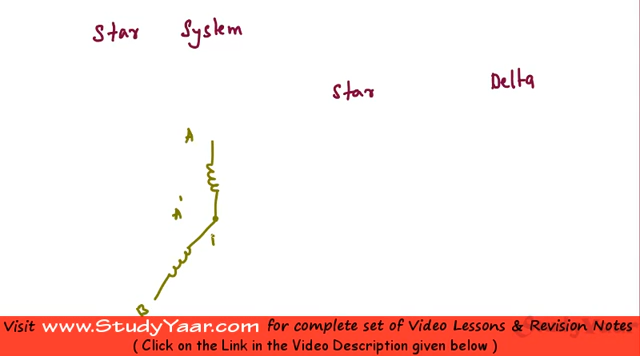 Star System
Star Delta
A
A'
B
Visit www.StudyYaar.com for complete set of Video Lessons & Revision Notes
( Click on the Link in the Video Description given below )